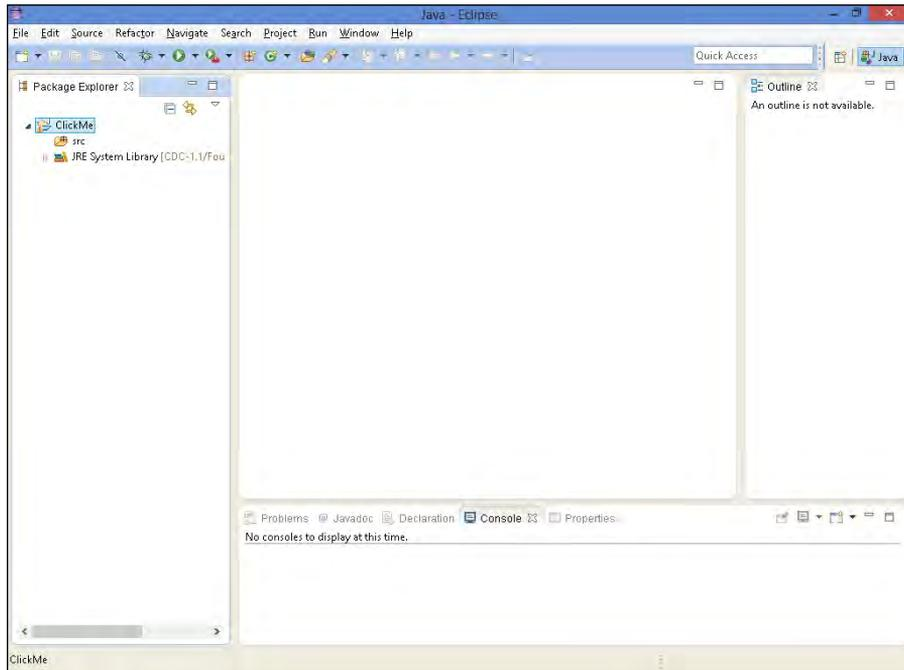 Java - Eclipse
File Edit Source Refactor Navigate Search Project Run Window Help
Quick Access
Java
Package Explorer
Outline
An outline is not available.
ClickMe
src
JRE System Library [CDC-1.1/Fou
Problems @ Javadoc Declaration Console Properties
No consoles to display at this time.
ClickMe